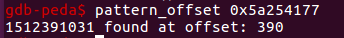 gdb-peda$ pattern_offset 0x5a254177
1512391031 found at offset: 390